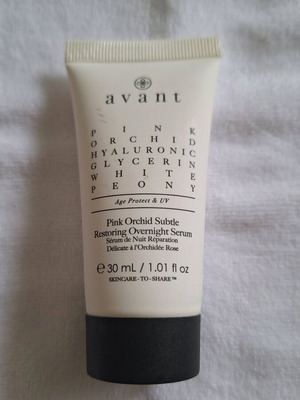 avant
PINK
ORCHID
HYALURONIC
GLYCERIN
WHITE
PEONY
Age Protect & UV
Pink Orchid Subtle
Restoring Overnight Serum
Sérum de Nuit Réparation
Délicate à l'Orchidée Rose
℮ 30 mL / 1.01 fl oz
SKINCARE-TO-SHARE™